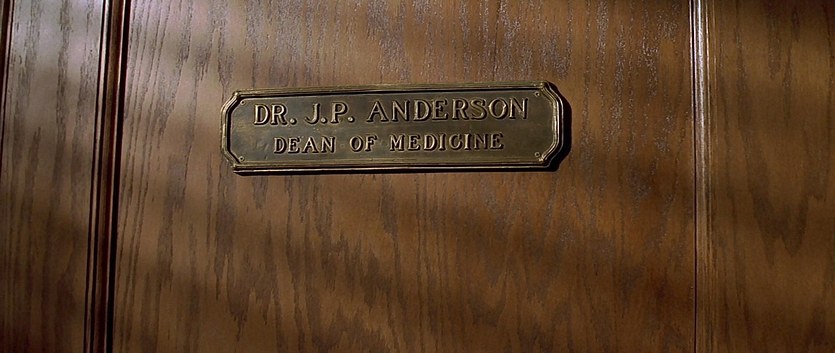 DR. J.P. ANDERSON
DEAN OF MEDICINE